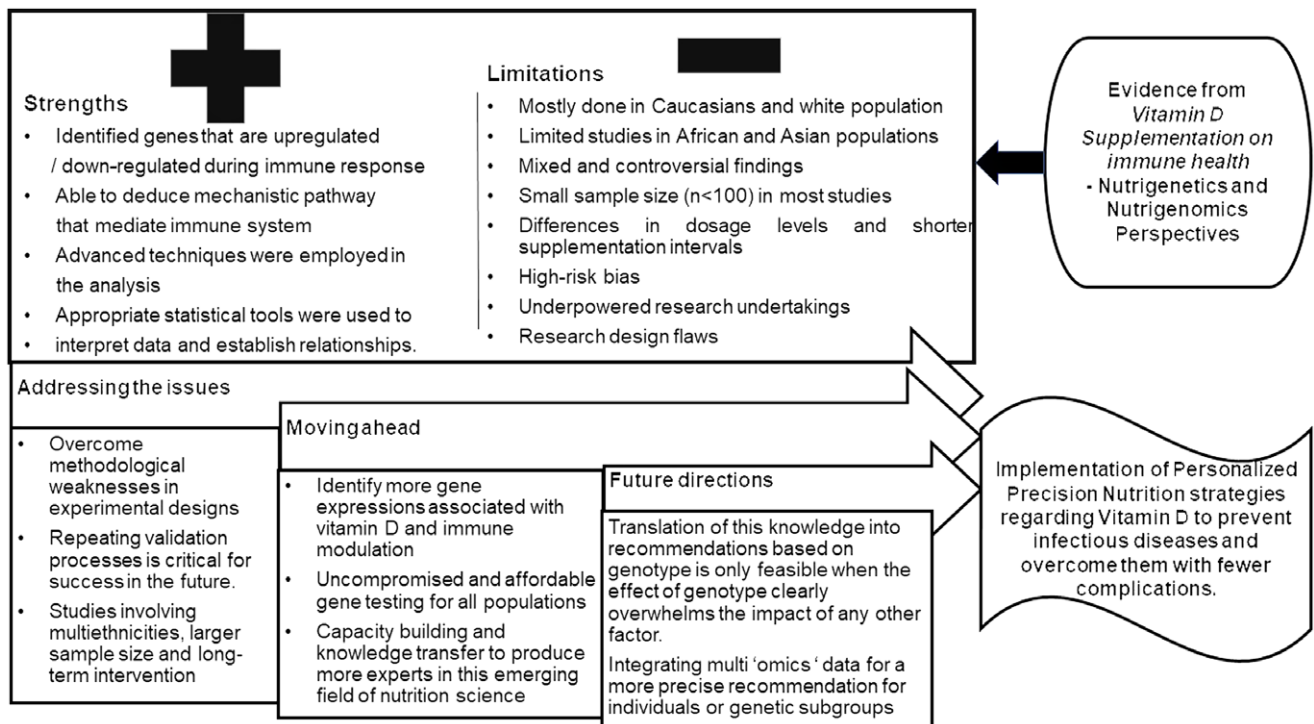 Strengths
• Identified genes that are upregulated
/ down-regulated during immune response
• Able to deduce mechanistic pathway
that mediate immune system
• Advanced techniques were employed in
the analysis
• Appropriate statistical tools were used to
• interpret data and establish relationships.
Limitations
• Mostly done in Caucasians and white population
• Limited studies in African and Asian populations
• Mixed and controversial findings
• Small sample size (n<100) in most studies
• Differences in dosage levels and shorter
supplementation intervals
• High-risk bias
• Underpowered research undertakings
• Research design flaws
Evidence from
Vitamin D
Supplementation on
immune health
- Nutrigenetics and
Nutrigenomics
Perspectives
Addressing the issues
• Overcome
methodological
weaknesses in
experimental designs
• Repeating validation
processes is critical for
success in the future.
• Studies involving
multiethnicities, larger
sample size and long-
term intervention
Moving ahead
• Identify more gene
expressions associated with
vitamin D and immune
modulation
• Uncompromised and affordable
gene testing for all populations
• Capacity building and
knowledge transfer to produce
more experts in this emerging
field of nutrition science
Future directions
Translation of this knowledge into
recommendations based on
genotype is only feasible when the
effect of genotype clearly
overwhelms the impact of any other
factor.
Integrating multi 'omics ' data for a
more precise recommendation for
individuals or genetic subgroups
Implementation of Personalized
Precision Nutrition strategies
regarding Vitamin D to prevent
infectious diseases and
overcome them with fewer
complications.